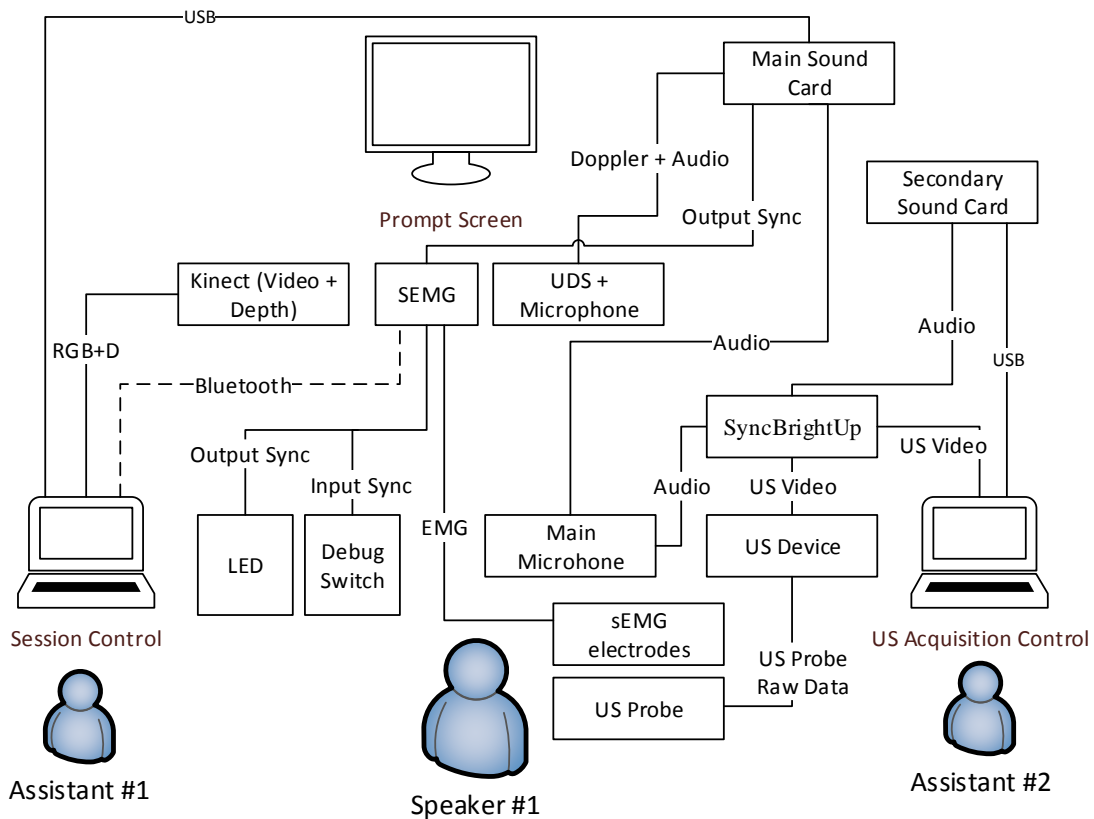 USB
Main Sound
Card
Doppler + Audio
Secondary
Sound Card
Prompt Screen
Output Sync
Kinect (Video +
Depth)
SEMG
UDS +
Microphone
RGB+D
Audio
Audio
USB
Bluetooth
SyncBrightUp
US Video
Output Sync
Input Sync
Audio
US Video
EMG
LED
Debug
Switch
Main
Microhone
US Device
Session Control
sEMG
electrodes
US Acquisition Control
US Probe
Raw Data
US Probe
Assistant #1
Speaker #1
Assistant #2